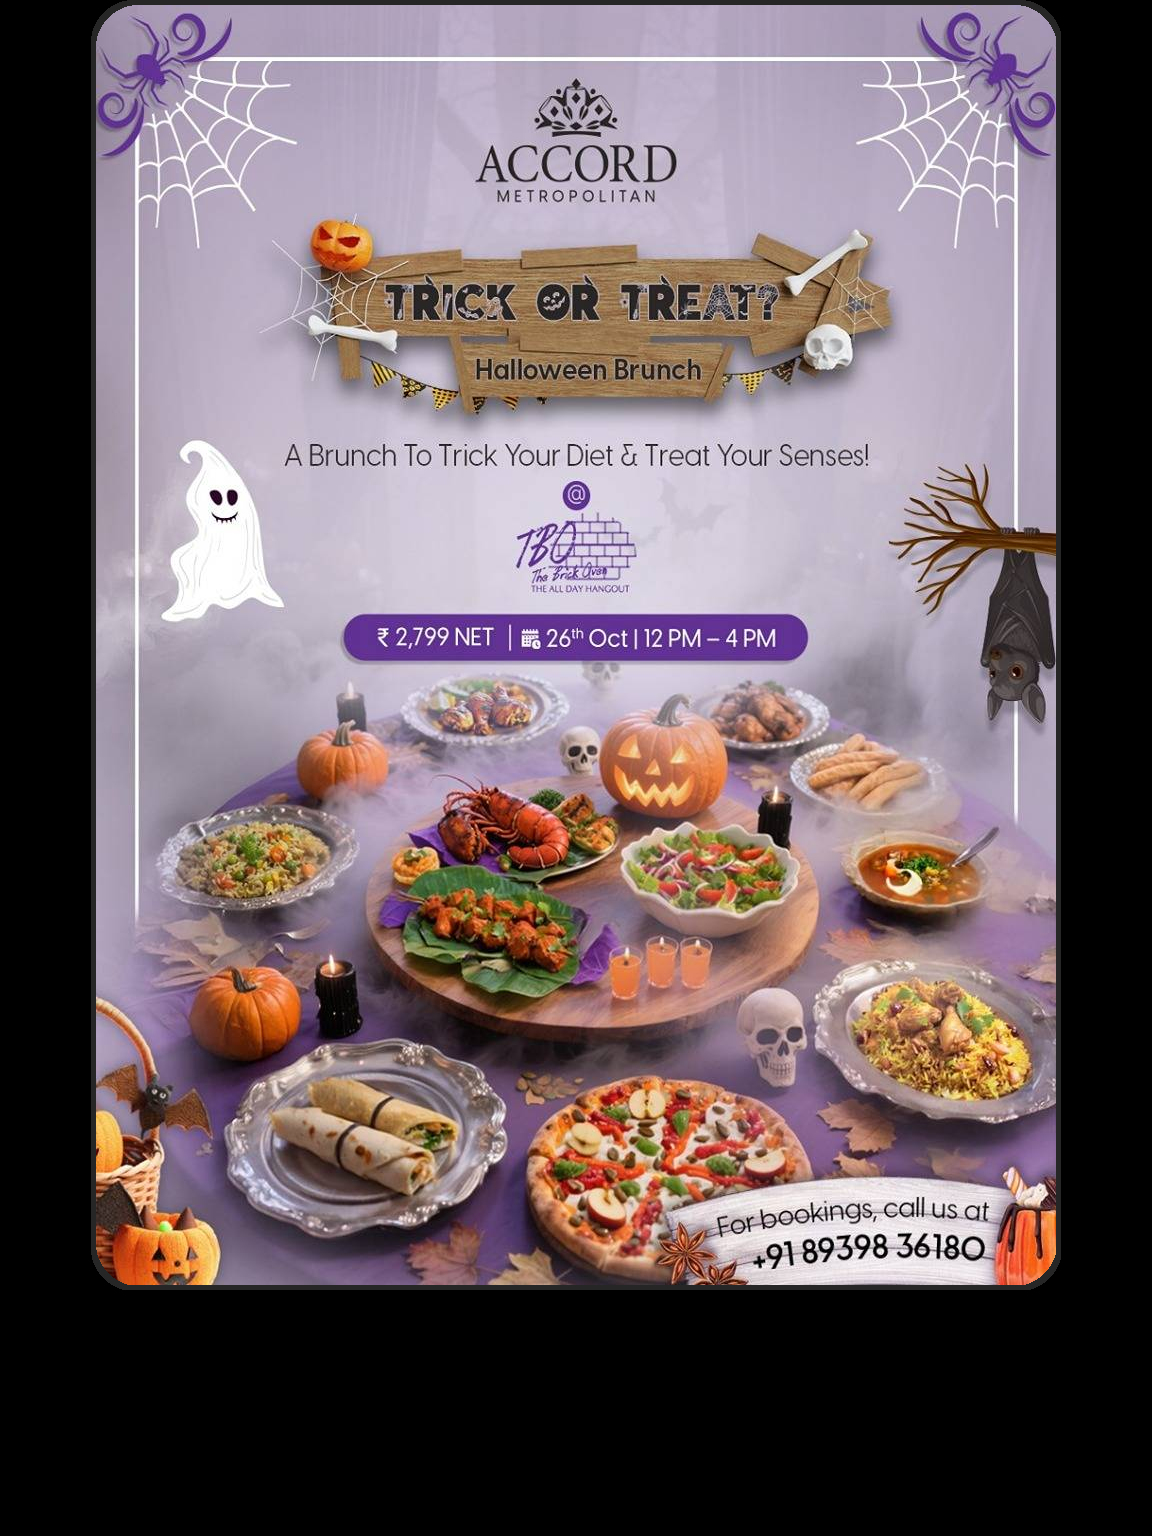 ACCORD
METROPOLITAN
TRICK OR TREAT?
Halloween Brunch
A Brunch To Trick Your Diet & Treat Your Senses!
@
TBO
The Brick Oven
THE ALL DAY HANGOUT
₹ 2,799 NET | 26th Oct | 12 PM – 4 PM
For bookings, call us at
+91 89398 36180